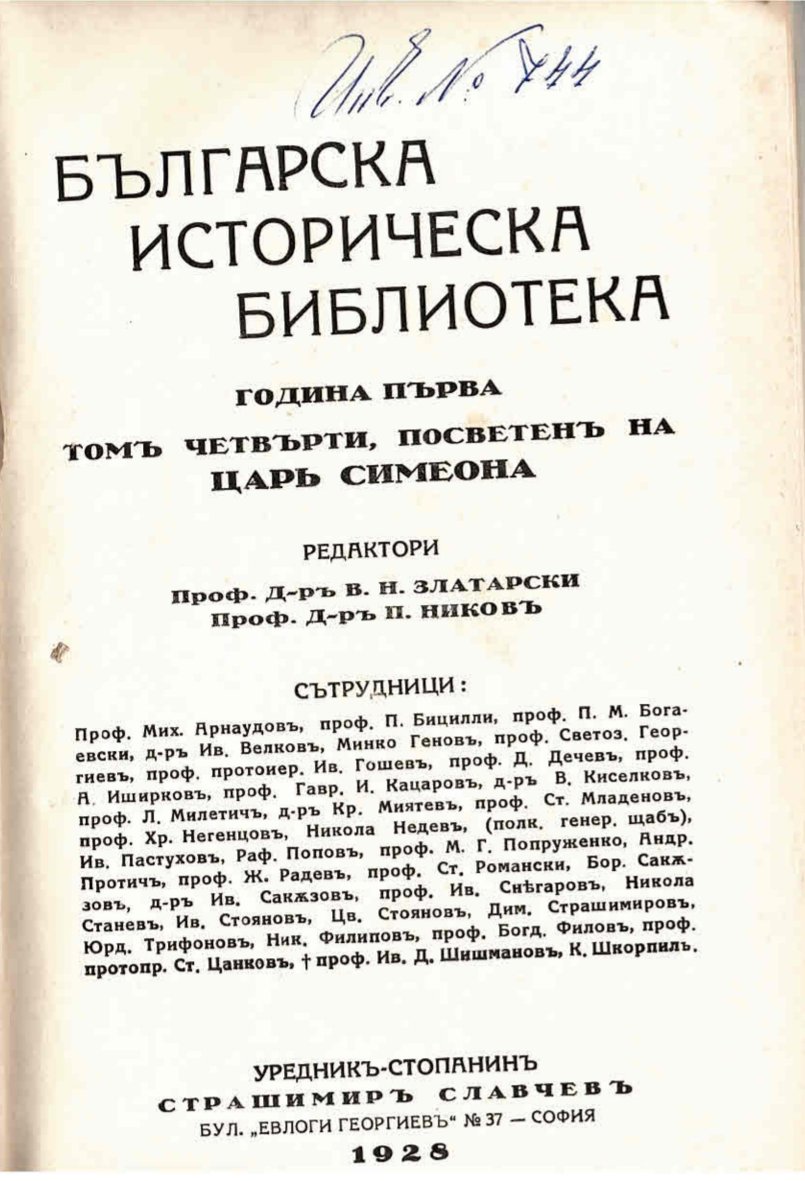 Инв. № 744
БЪЛГАРСКА
ИСТОРИЧЕСКА
БИБЛИОТЕКА
ГОДИНА ПЪРВА
ТОМЪ ЧЕТВЪРТИ, ПОСВЕТЕНЪ НА
ЦАРЬ СИМЕОНА
РЕДАКТОРИ
Проф. Д-ръ В. Н. ЗЛАТАРСКИ
Проф. Д-ръ П. НИКОВЪ
СЪТРУДНИЦИ:
Проф. Мих. Арнаудовъ, проф. П. Бицилли, проф. П. М. Бога-
евски, д-ръ Ив. Велковъ, Минко Геновъ, проф. Светоз. Геор-
гиевъ, проф. протоиер. Ив. Гошевъ, проф. Д. Дечевъ, проф.
А. Иширковъ, проф. Гавр. И. Кацаровъ, д-ръ В. Киселковъ,
проф. Л. Милетичъ, д-ръ Кр. Миятевъ, проф. Ст. Младеновъ,
проф. Хр. Негенцовъ, Никола Недевъ, (полк. генер. щабъ),
Ив. Пастуховъ, Раф. Поповъ, проф. М. Г. Попруженко, Андр.
Протичъ, проф. Ж. Радевъ, проф. Ст. Романски, Бор. Сакѫ-
зовъ, д-ръ Ив. Сакѫзовъ, проф. Ив. Снѣгаровъ, Никола
Станевъ, Ив. Стояновъ, Цв. Стояновъ, Дим. Страшимировъ,
Юрд. Трифоновъ, Ник. Филиповъ, проф. Богд. Филовъ, проф.
протопр. Ст. Цанковъ, † проф. Ив. Д. Шишмановъ, К. Шкорпилъ.
УРЕДНИКЪ-СТОПАНИНЪ
СТРАШИМИРЪ СЛАВЧЕВЪ
БУЛ. „ЕВЛОГИ ГЕОРГИЕВЪ“ № 37 — СОФИЯ
1928